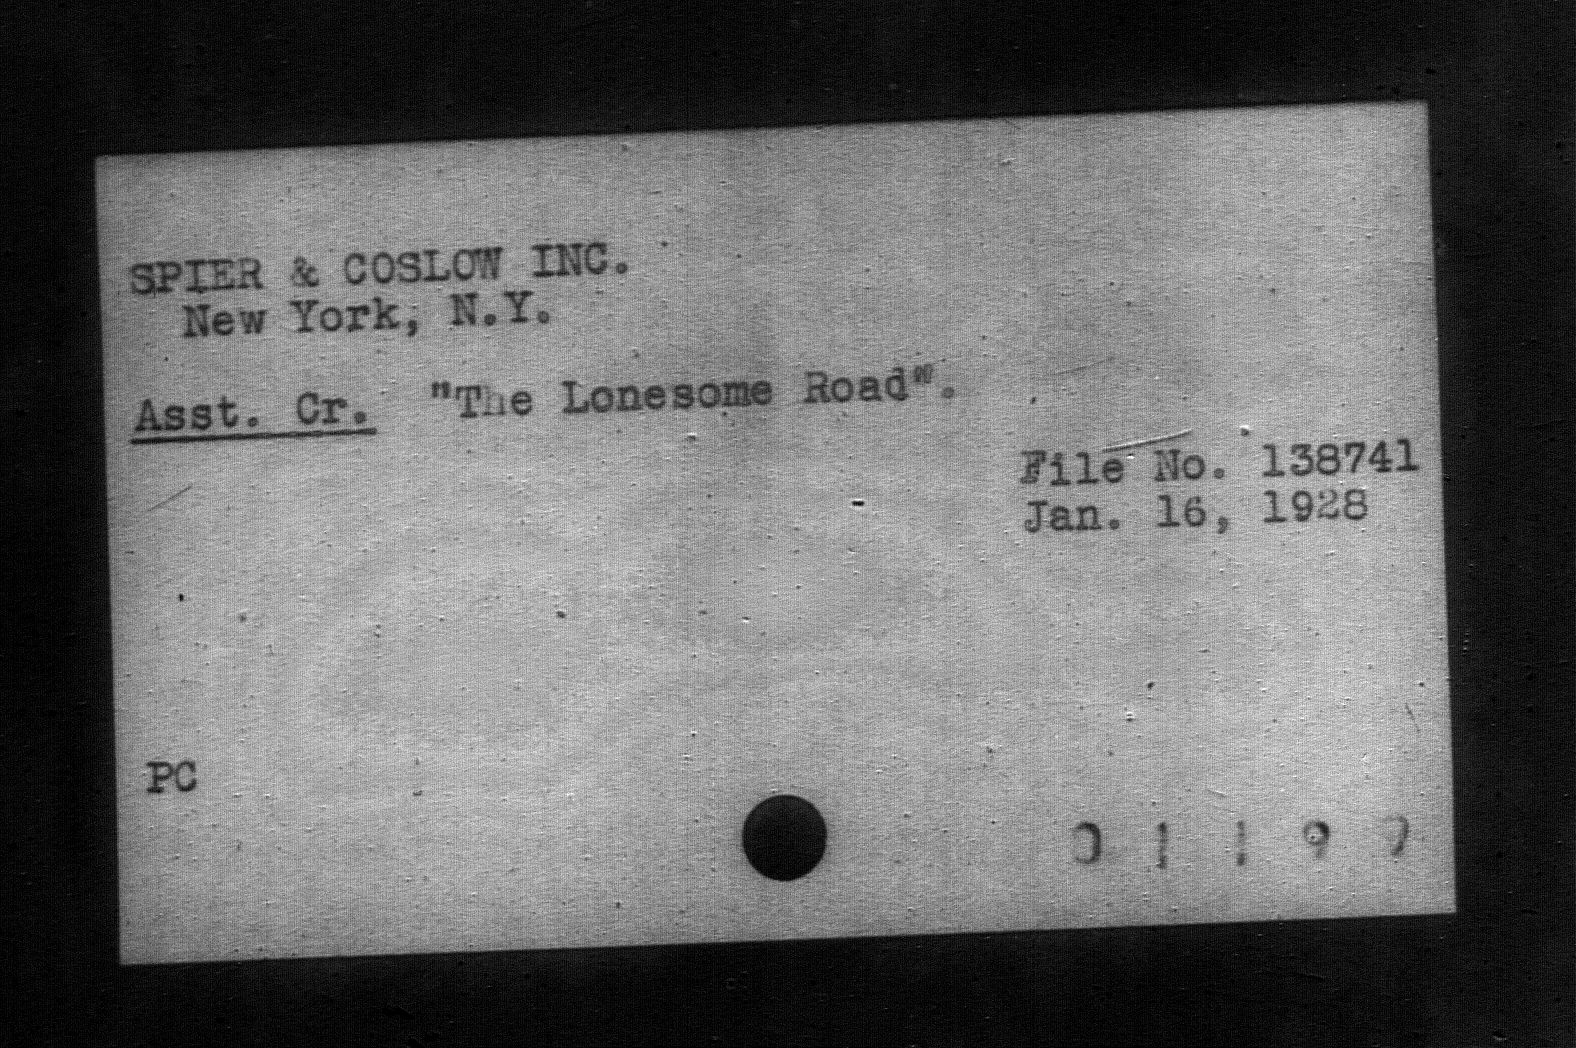 SPIER & COSLOW INC.
New York, N.Y.
Asst. Cr. "The Lonesome Road".
File No. 138741
Jan. 16, 1928
PC